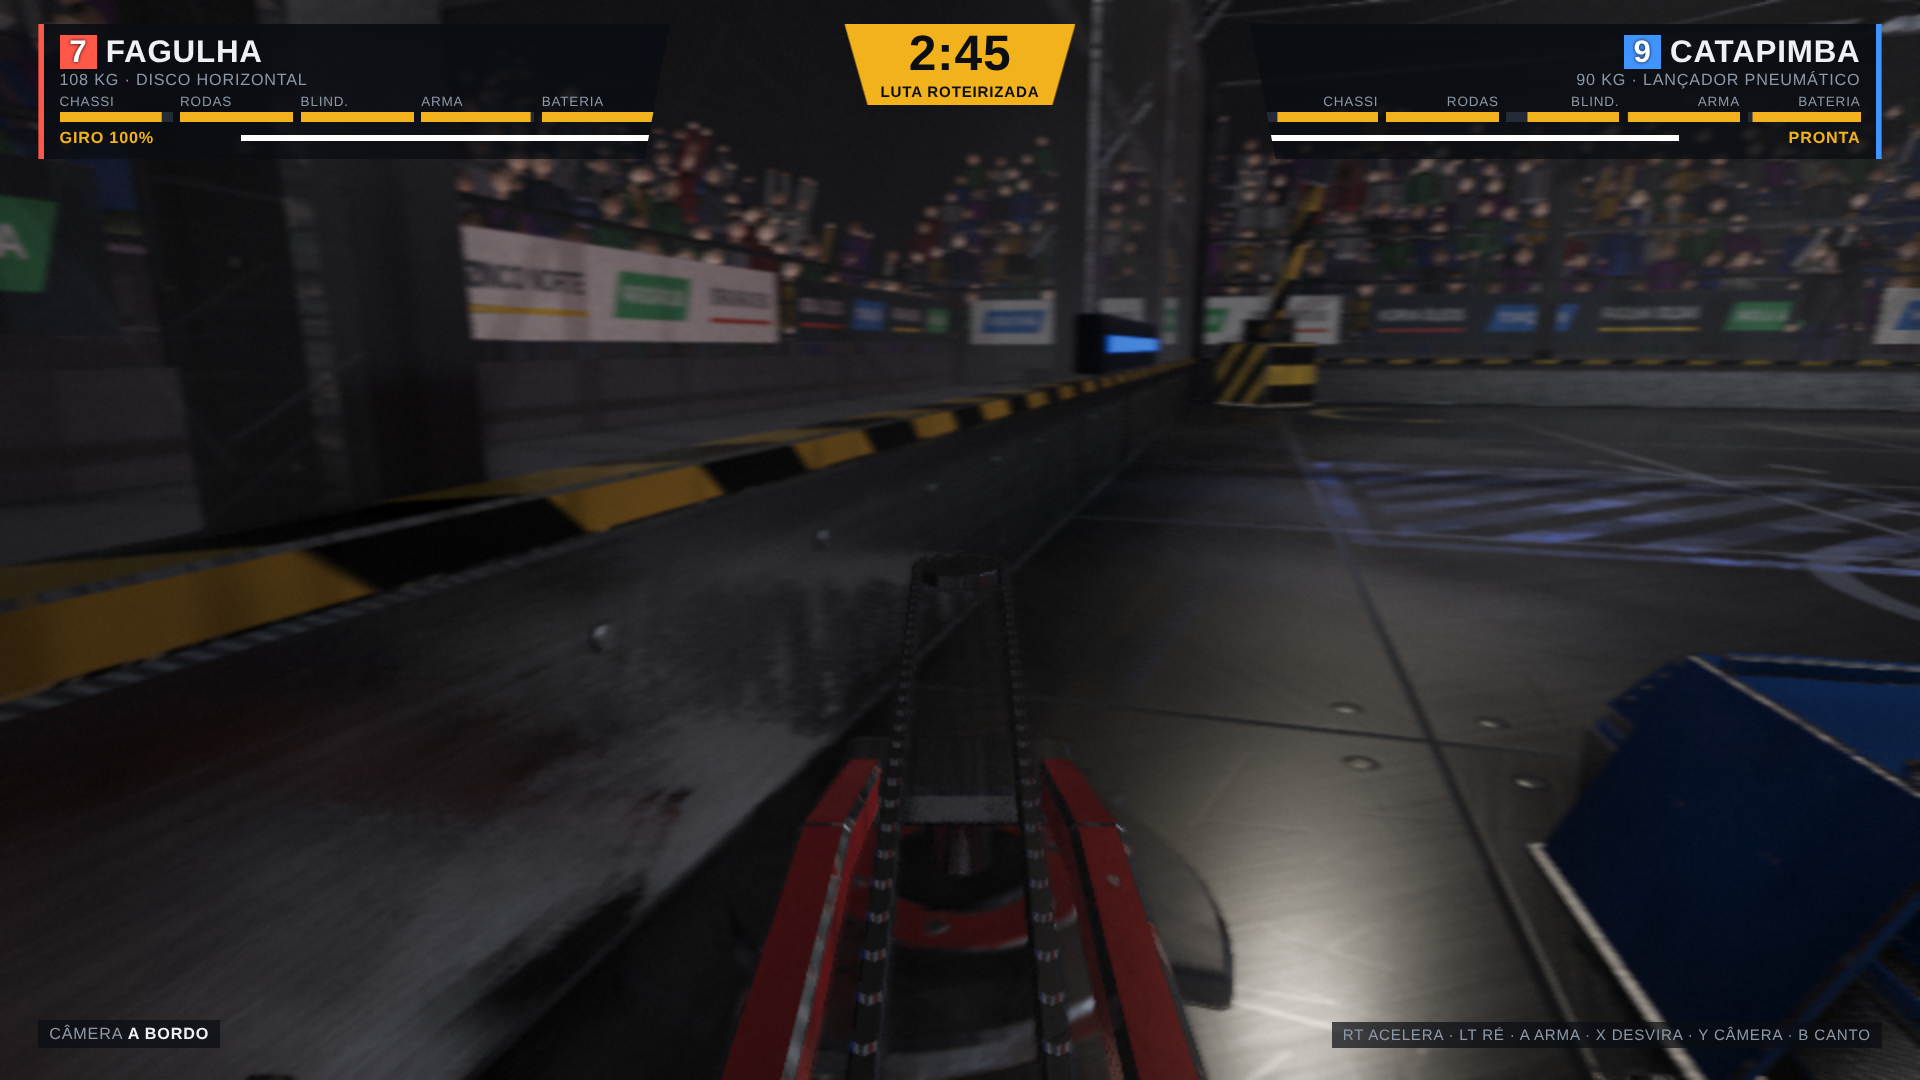 7 FAGULHA
108 KG · DISCO HORIZONTAL
CHASSI RODAS BLIND. ARMA BATERIA
GIRO 100%
2:45
LUTA ROTEIRIZADA
9 CATAPIMBA
90 KG · LANÇADOR PNEUMÁTICO
CHASSI RODAS BLIND. ARMA BATERIA
PRONTA
A
NORTE
CÂMERA A BORDO
RT ACELERA · LT RÉ · A ARMA · X DESVIRA · Y CÂMERA · B CANTO